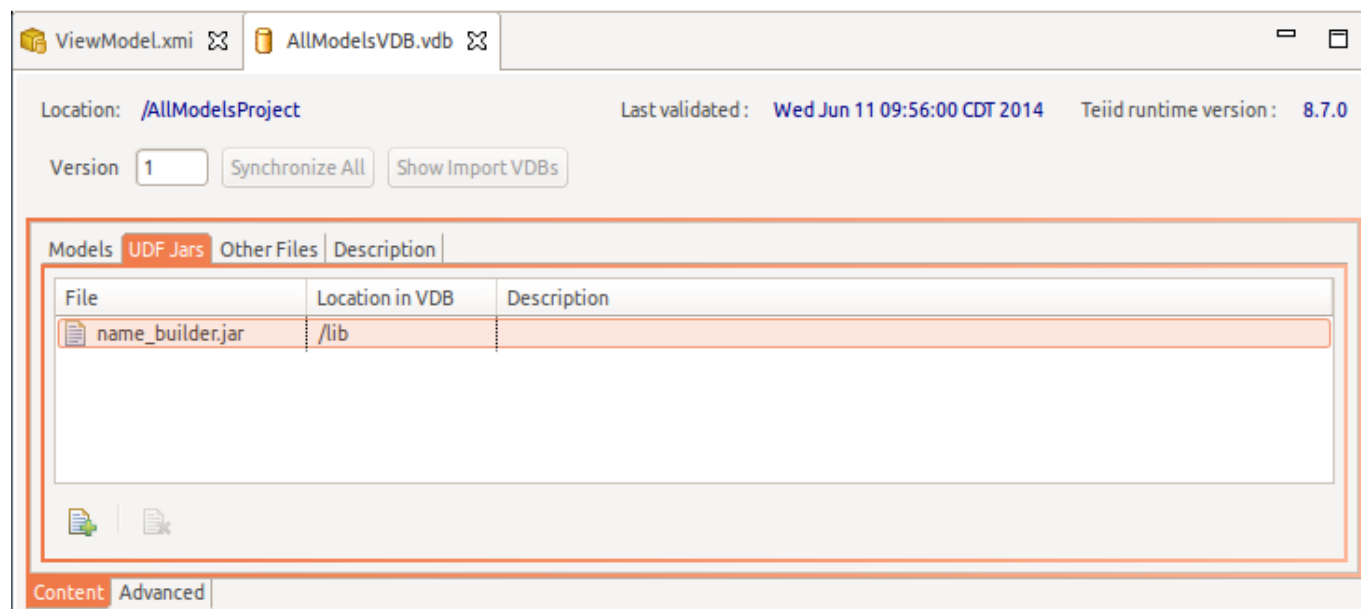 ViewModel.xmi AllModelsVDB.vdb
Location: /AllModelsProject Last validated : Wed Jun 11 09:56:00 CDT 2014 Teiid runtime version : 8.7.0
Version 1 Synchronize All Show Import VDBs
Models UDF Jars Other Files Description
File Location in VDB Description
name_builder.jar /lib
Content Advanced